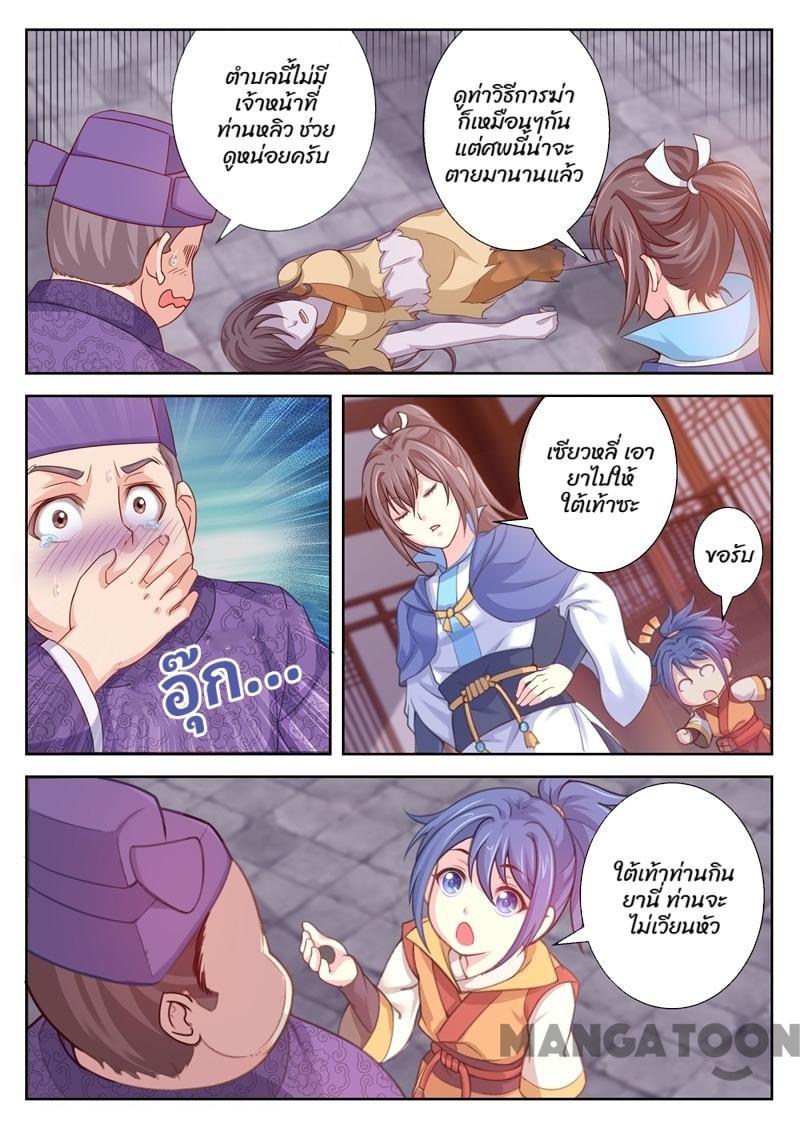 ตำบลนี้ไม่มี
เจ้าหน้าที่
ท่านหลิว ช่วย
ดูหน่อยครับ
ดูท่าวิธีการฆ่า
ก็เหมือนๆกัน
แต่ศพนี้น่าจะ
ตายมานานแล้ว
อุ๊ก...
เซียวหลี่ เอา
ยาไปให้
ใต้เท้าซะ
ขอรับ
ใต้เท้าท่านกิน
ยานี่ ท่านจะ
ไม่เวียนหัว
MANGATOON